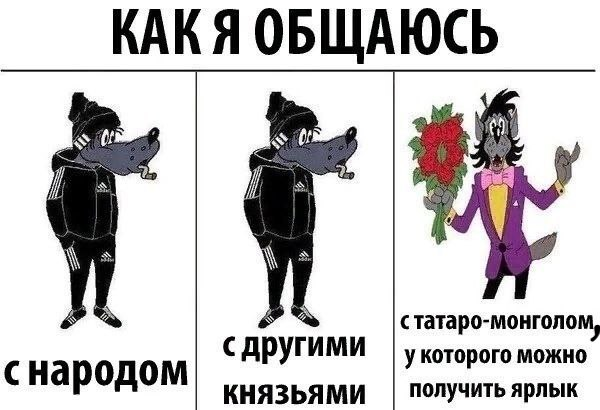 КАК Я ОБЩАЮСЬ
с народом
с другими
князьями
с татаро-монголом,
у которого можно
получить ярлык